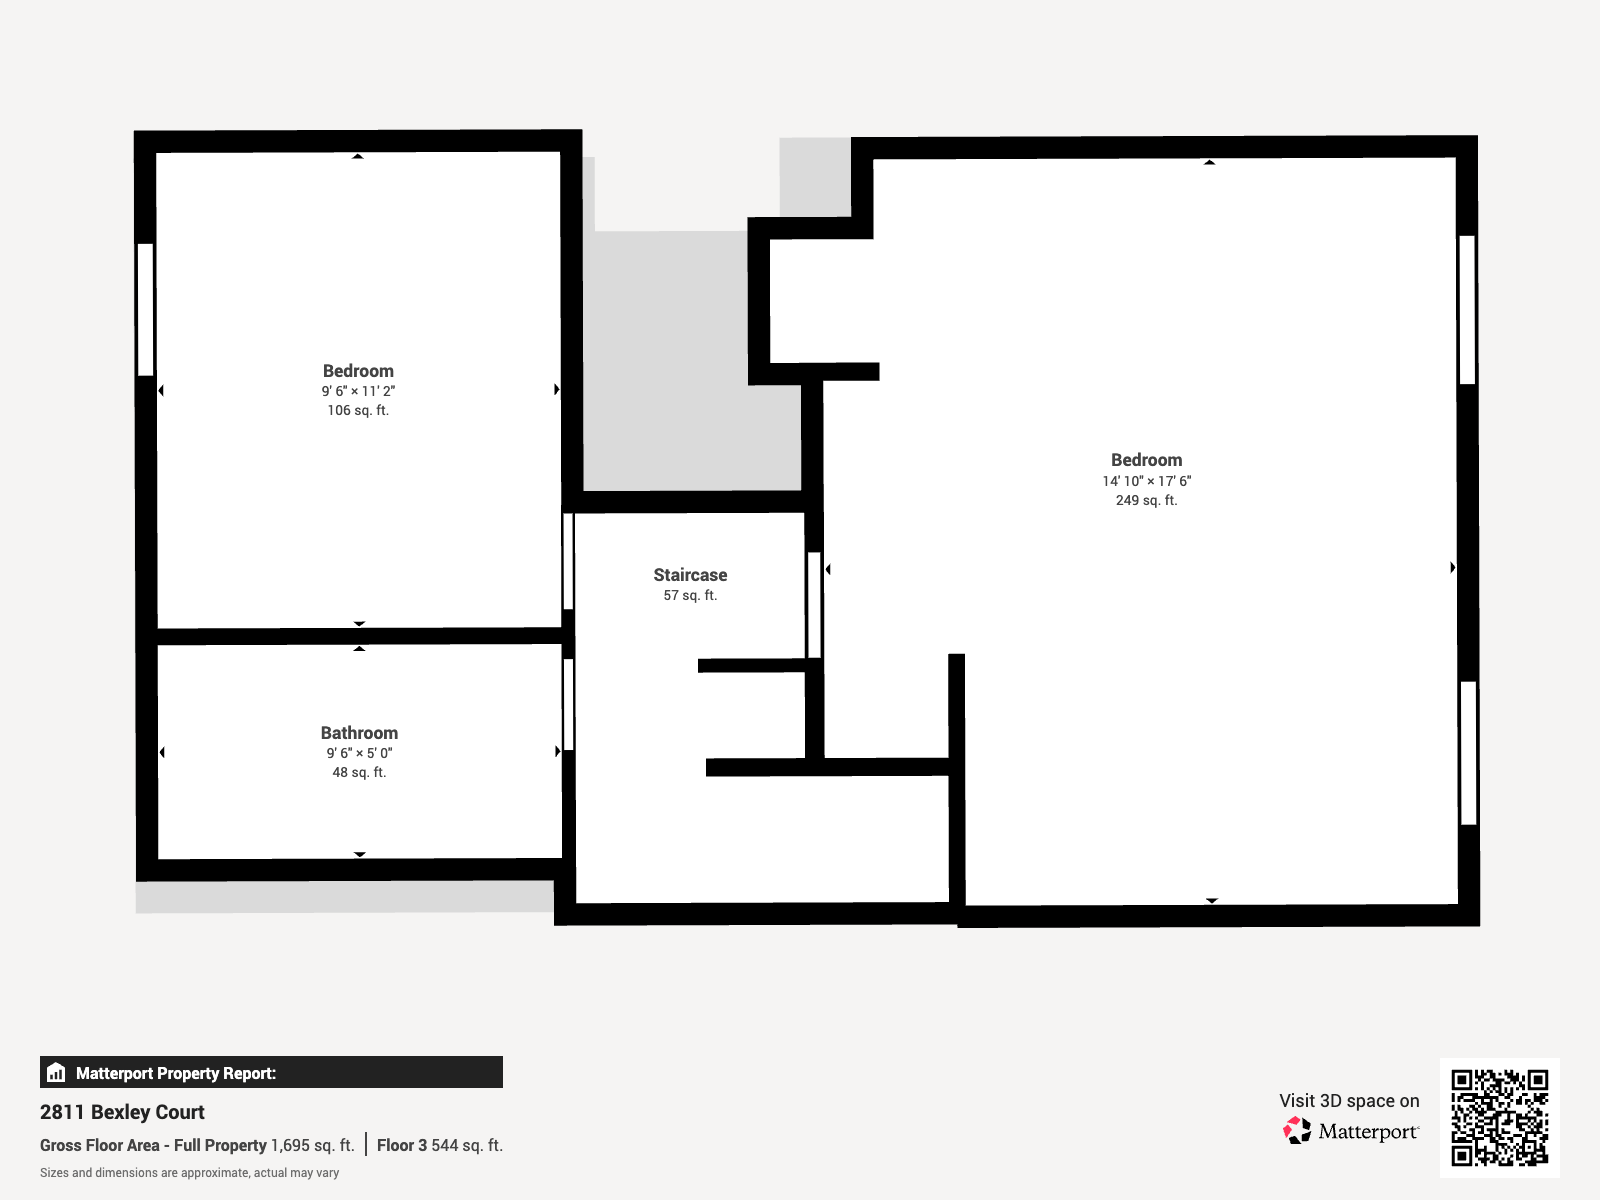 Bedroom
9' 6" × 11' 2"
106 sq. ft.
Bedroom
14' 10" × 17' 6"
249 sq. ft.
Staircase
57 sq. ft.
Bathroom
9' 6" × 5' 0"
48 sq. ft.
Matterport Property Report:
2811 Bexley Court
Gross Floor Area - Full Property 1,695 sq. ft. | Floor 3 544 sq. ft.
Sizes and dimensions are approximate, actual may vary
Visit 3D space on
Matterport